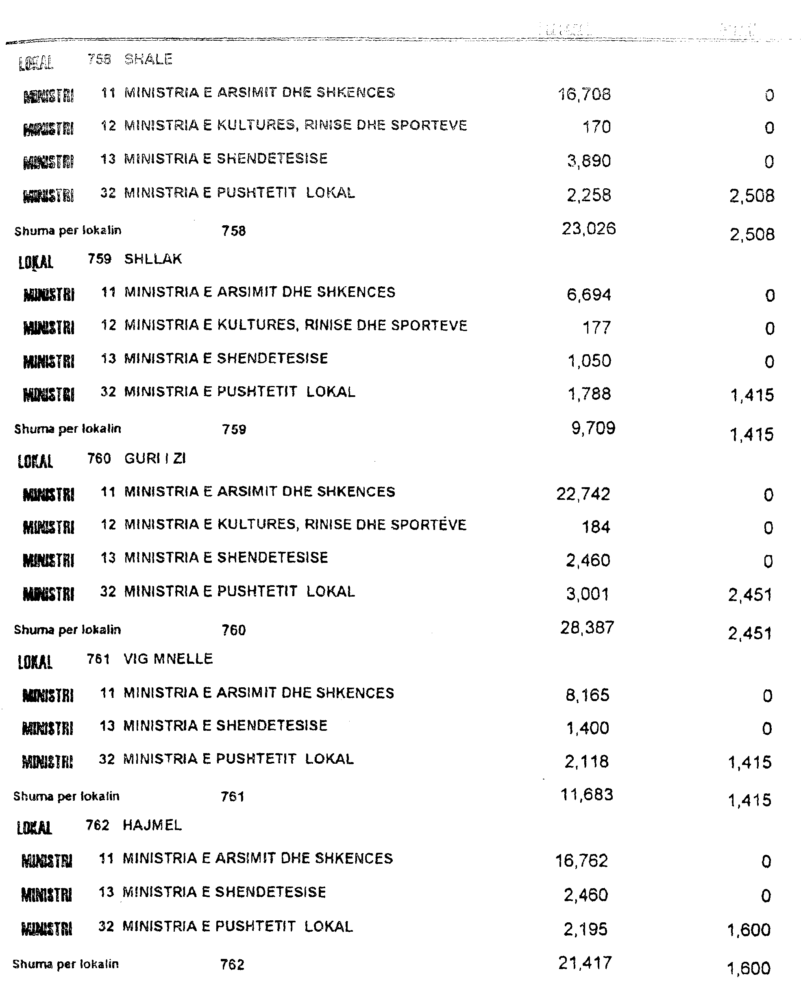 LOKAL 758 SHALE
MINISTRI 11 MINISTRIA E ARSIMIT DHE SHKENCES 16,708 0
MINISTRI 12 MINISTRIA E KULTURES, RINISE DHE SPORTEVE 170 0
MINISTRI 13 MINISTRIA E SHENDETESISE 3,890 0
MINISTRI 32 MINISTRIA E PUSHTETIT LOKAL 2,258 2,508
Shuma per lokalin 758 23,026 2,508
LOKAL 759 SHLLAK
MINISTRI 11 MINISTRIA E ARSIMIT DHE SHKENCES 6,694 0
MINISTRI 12 MINISTRIA E KULTURES, RINISE DHE SPORTEVE 177 0
MINISTRI 13 MINISTRIA E SHENDETESISE 1,050 0
MINISTRI 32 MINISTRIA E PUSHTETIT LOKAL 1,788 1,415
Shuma per lokalin 759 9,709 1,415
LOKAL 760 GURI I ZI
MINISTRI 11 MINISTRIA E ARSIMIT DHE SHKENCES 22,742 0
MINISTRI 12 MINISTRIA E KULTURES, RINISE DHE SPORTEVE 184 0
MINISTRI 13 MINISTRIA E SHENDETESISE 2,460 0
MINISTRI 32 MINISTRIA E PUSHTETIT LOKAL 3,001 2,451
Shuma per lokalin 760 28,387 2,451
LOKAL 761 VIG MNELLE
MINISTRI 11 MINISTRIA E ARSIMIT DHE SHKENCES 8,165 0
MINISTRI 13 MINISTRIA E SHENDETESISE 1,400 0
MINISTRI 32 MINISTRIA E PUSHTETIT LOKAL 2,118 1,415
Shuma per lokalin 761 11,683 1,415
LOKAL 762 HAJMEL
MINISTRI 11 MINISTRIA E ARSIMIT DHE SHKENCES 16,762 0
MINISTRI 13 MINISTRIA E SHENDETESISE 2,460 0
MINISTRI 32 MINISTRIA E PUSHTETIT LOKAL 2,195 1,600
Shuma per lokalin 762 21,417 1,600